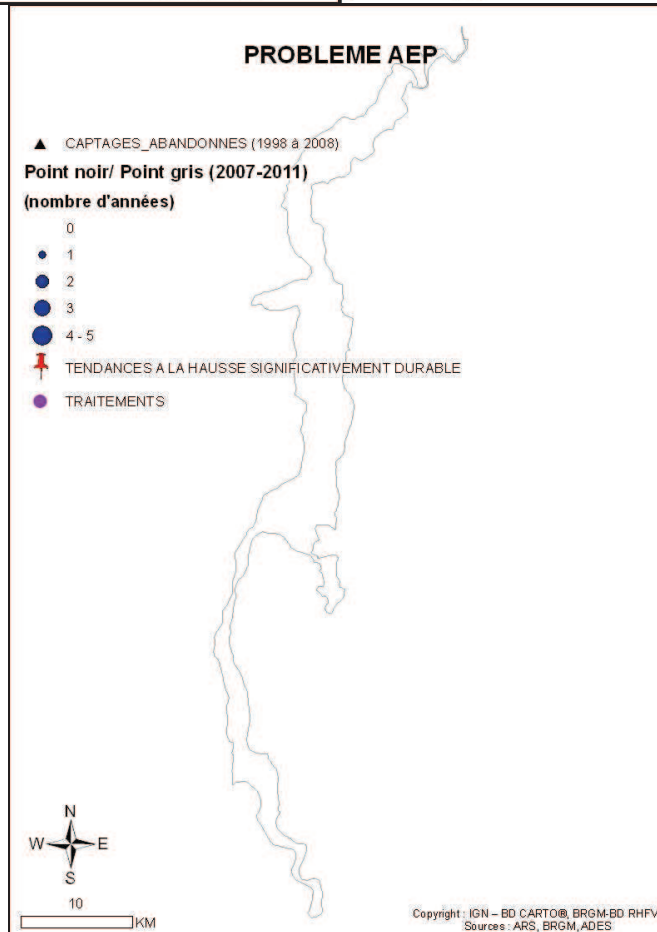 PROBLEME AEP
CAPTAGES_ABANDONNES (1998 à 2008)
Point noir/ Point gris (2007-2011)
(nombre d'années)
0
1
2
3
4 - 5
TENDANCES A LA HAUSSE SIGNIFICATIVEMENT DURABLE
TRAITEMENTS
N
W E
S
10
KM
Copyright : IGN – BD CARTO®, BRGM-BD RHFV
Sources : ARS, BRGM, ADES